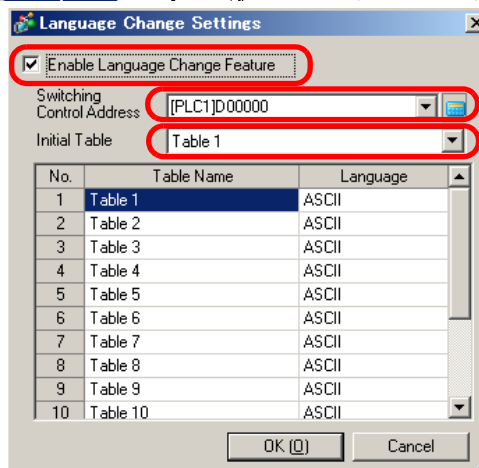 Language Change Settings
Enable Language Change Feature
Switching
Control Address
[PLC1]D00000
Initial Table
Table 1
No. Table Name Language
1 Table 1 ASCII
2 Table 2 ASCII
3 Table 3 ASCII
4 Table 4 ASCII
5 Table 5 ASCII
6 Table 6 ASCII
7 Table 7 ASCII
8 Table 8 ASCII
9 Table 9 ASCII
10 Table 10 ASCII
OK (O) Cancel